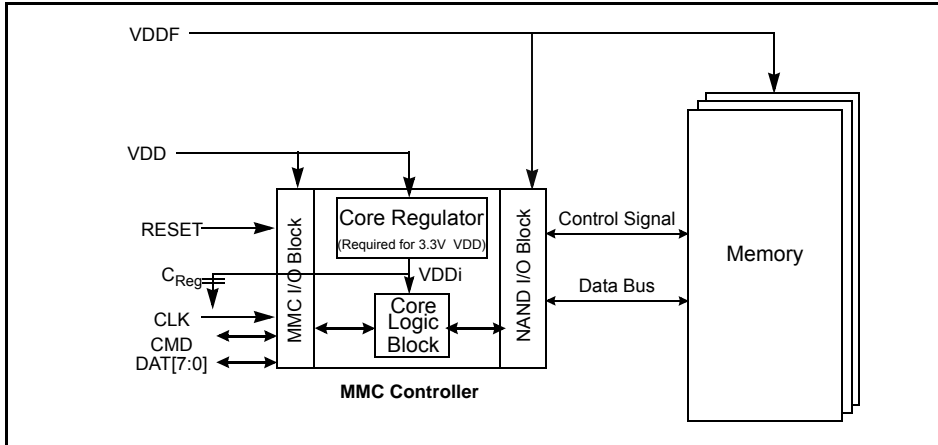 VDDF
VDD
RESET
CReg
CLK
CMD
DAT[7:0]
MMC I/O Block
Core Regulator
(Required for 3.3V VDD)
VDDi
Core
Logic
Block
NAND I/O Block
Control Signal
Data Bus
Memory
MMC Controller